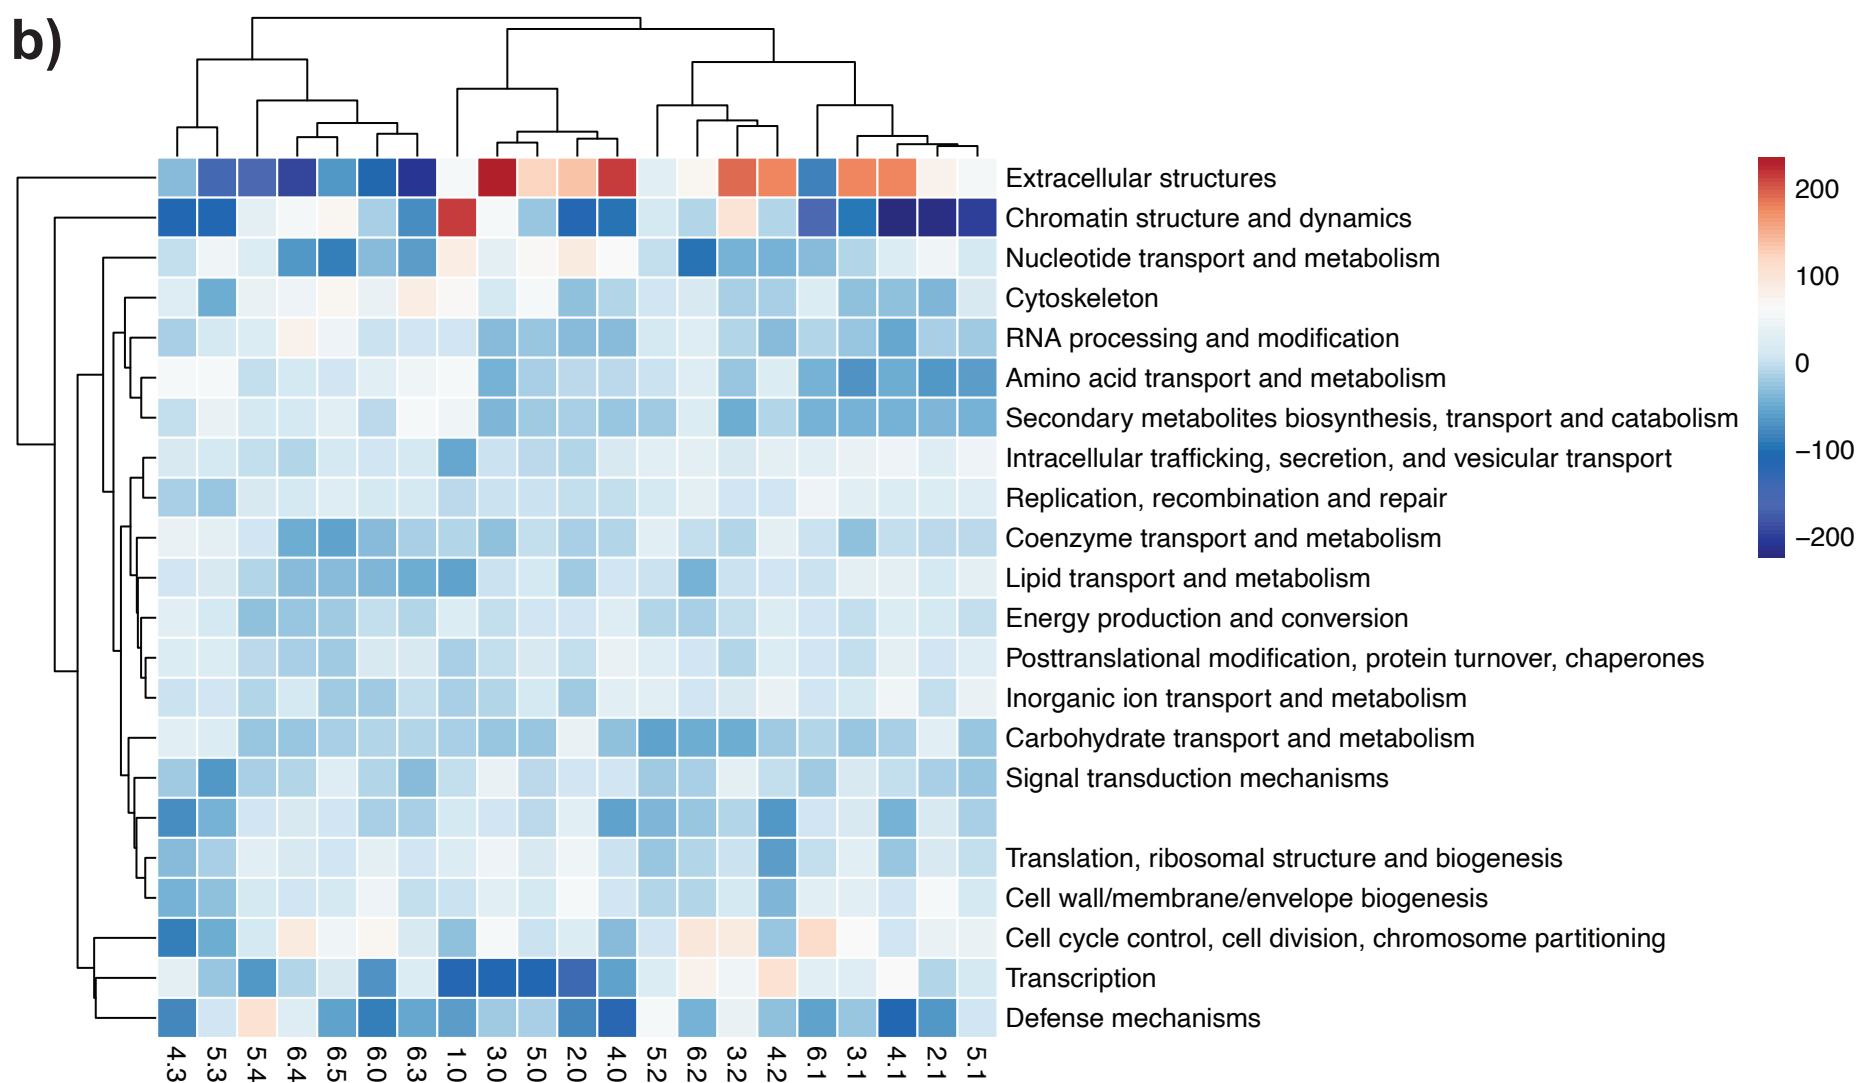 b)
Extracellular structures
Chromatin structure and dynamics
Nucleotide transport and metabolism
Cytoskeleton
RNA processing and modification
Amino acid transport and metabolism
Secondary metabolites biosynthesis, transport and catabolism
Intracellular trafficking, secretion, and vesicular transport
Replication, recombination and repair
Coenzyme transport and metabolism
Lipid transport and metabolism
Energy production and conversion
Posttranslational modification, protein turnover, chaperones
Inorganic ion transport and metabolism
Carbohydrate transport and metabolism
Signal transduction mechanisms
Translation, ribosomal structure and biogenesis
Cell wall/membrane/envelope biogenesis
Cell cycle control, cell division, chromosome partitioning
Transcription
Defense mechanisms
200
100
0
−100
−200
4.3
5.3
5.4
6.4
6.5
6.0
6.3
1.0
3.0
5.0
2.0
4.0
5.2
6.2
3.2
4.2
6.1
3.1
4.1
2.1
5.1